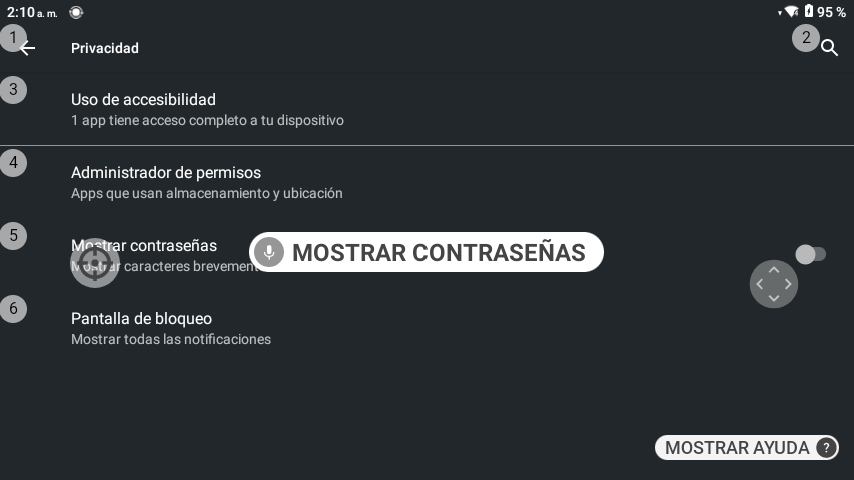 2:10 a. m.
95 %
1
Privacidad
2
3
Uso de accesibilidad
1 app tiene acceso completo a tu dispositivo
4
Administrador de permisos
Apps que usan almacenamiento y ubicación
5
Mostrar contraseñas
Mostrar caracteres brevement
MOSTRAR CONTRASEÑAS
6
Pantalla de bloqueo
Mostrar todas las notificaciones
MOSTRAR AYUDA ?